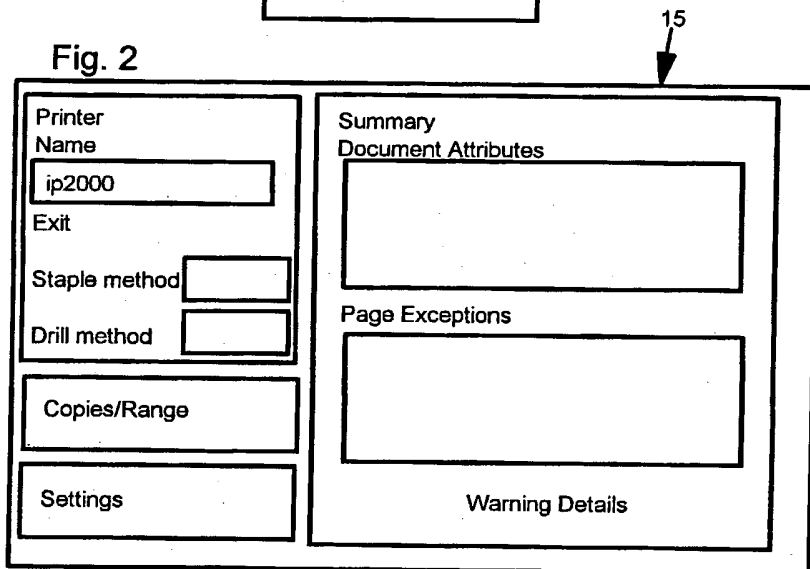 15
Fig. 2
Printer
Name
ip2000
Exit
Staple method
Drill method
Copies/Range
Settings
Summary
Document Attributes
Page Exceptions
Warning Details